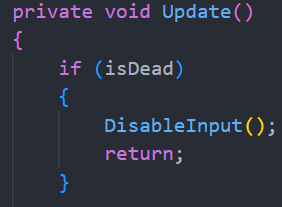 private void Update()
{
if (isDead)
{
DisableInput();
return;
}